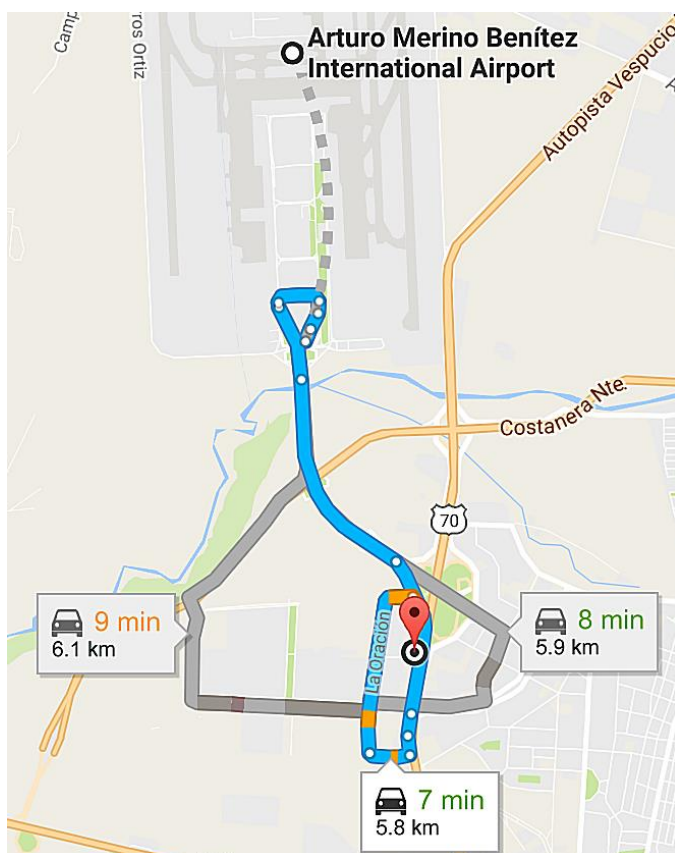 Arturo Merino Benítez
International Airport
Autopista Vespucio
Costanera Nte.
70
9 min
6.1 km
8 min
5.9 km
La Oración
7 min
5.8 km